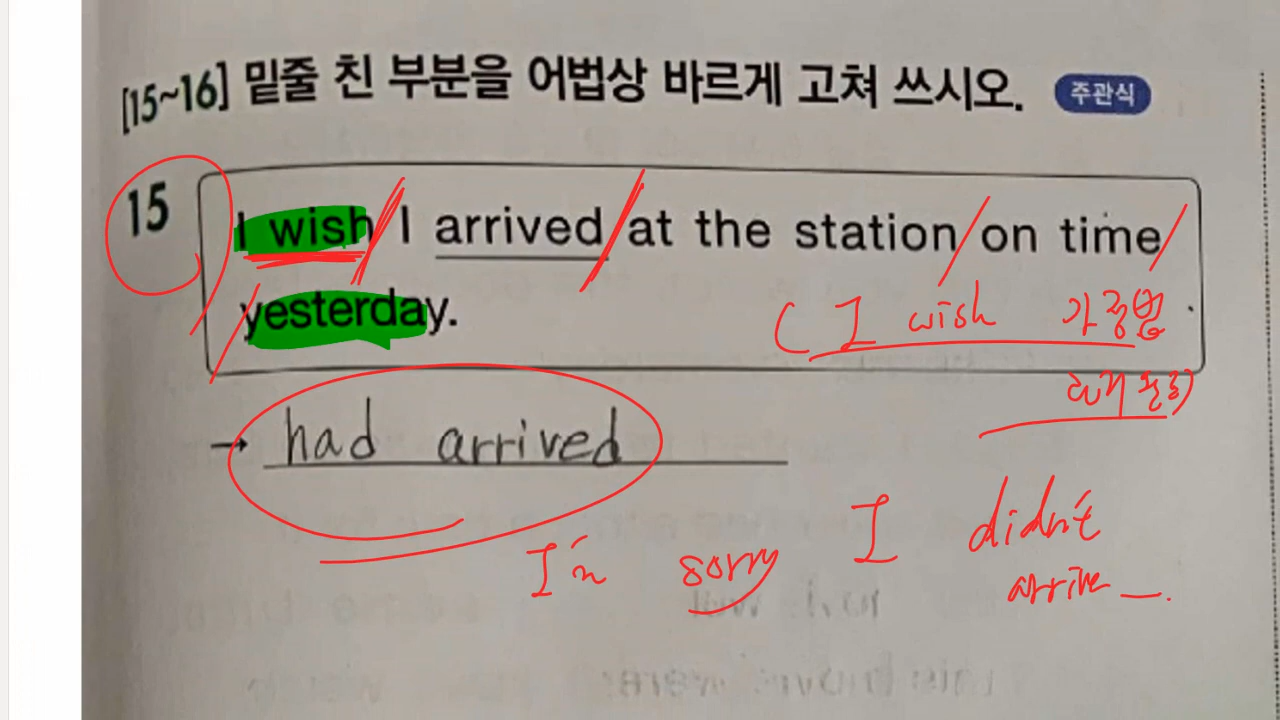 [15~16] 밑줄 친 부분을 어법상 바르게 고쳐 쓰시오. 주관식
15 I wish I arrived at the station on time
yesterday.
( I wish 가정법
→ had arrived
I'm sorry I didn't
arrive